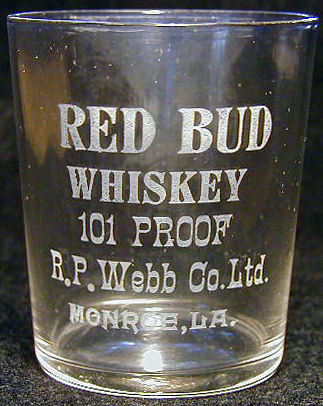 RED BUD
WHISKEY
101 PROOF
R.P. Webb Co. Ltd.
MONROE, LA.